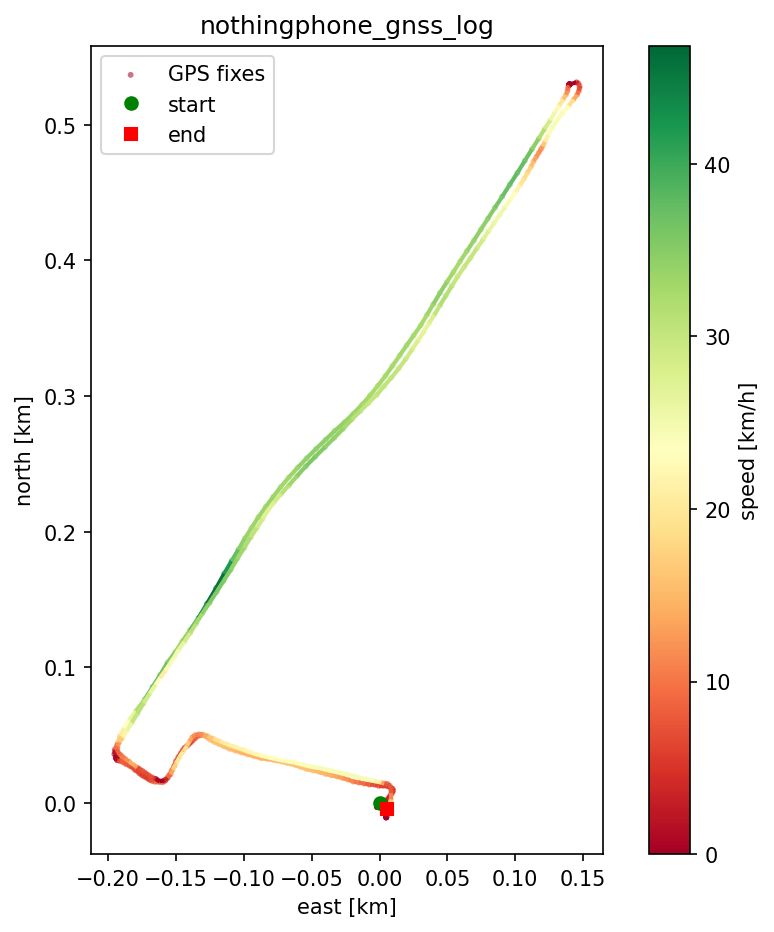 nothingphone_gnss_log
GPS fixes
start
end
0.5
0.4
0.3
0.2
0.1
0.0
north [km]
−0.20 −0.15 −0.10 −0.05 0.00 0.05 0.10 0.15
east [km]
40
30
20
10
0
speed [km/h]